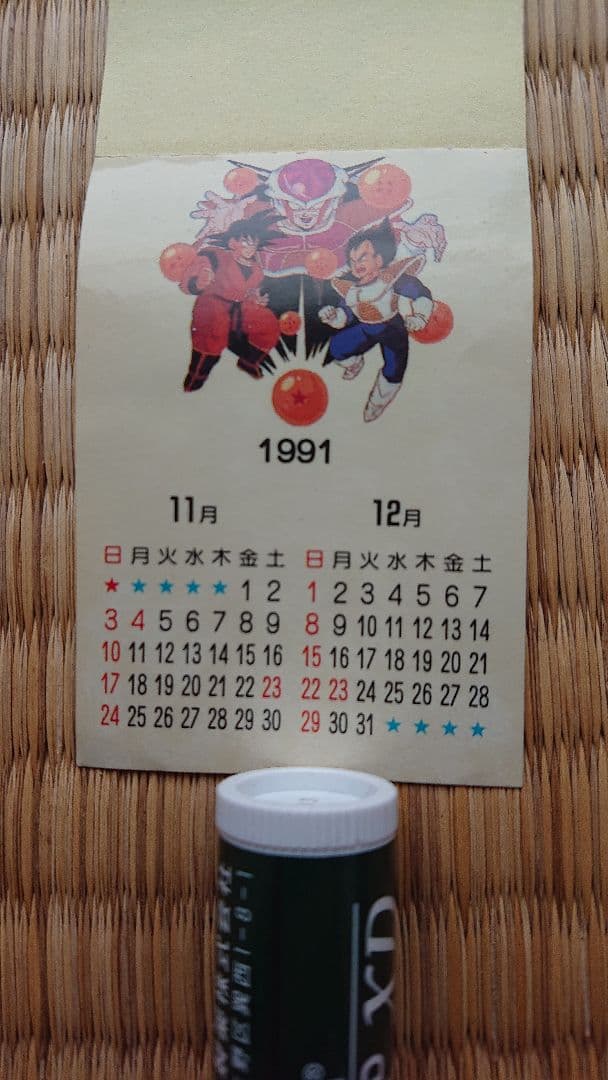 1991
11月 12月
日 月 火 水 木 金 土 日 月 火 水 木 金 土
★ ★ ★ ★ ★ 1 2 1 2 3 4 5 6 7
3 4 5 6 7 8 9 8 9 10 11 12 13 14
10 11 12 13 14 15 16 15 16 17 18 19 20 21
17 18 19 20 21 22 23 22 23 24 25 26 27 28
24 25 26 27 28 29 30 29 30 31 ★ ★ ★ ★
XD
®